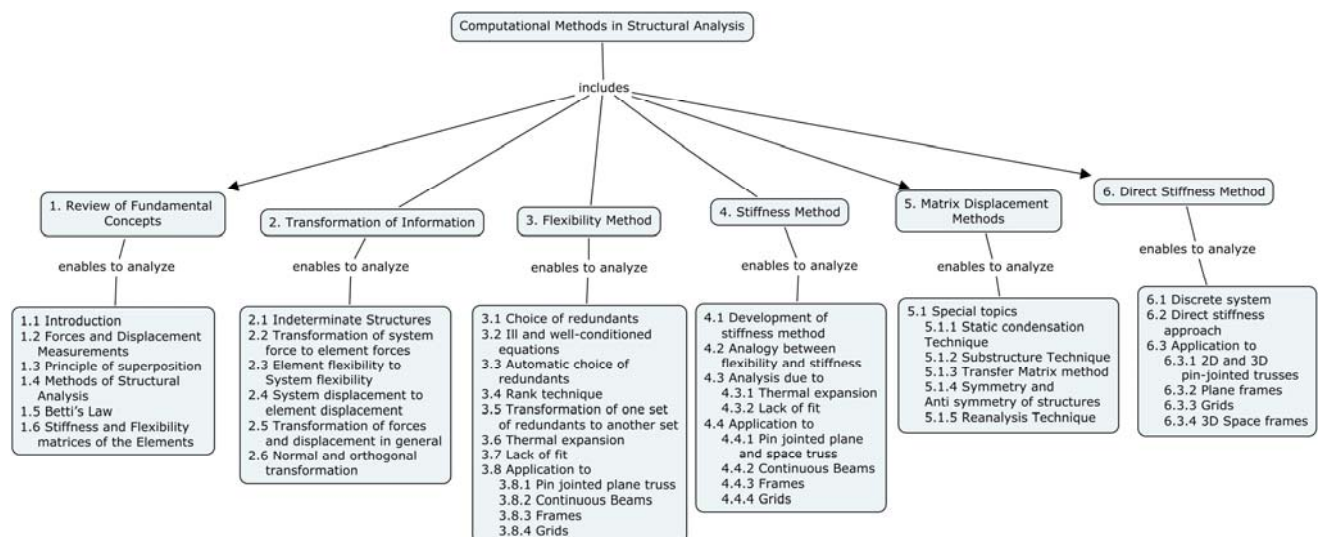 Computational Methods in Structural Analysis
includes
1. Review of Fundamental
Concepts
enables to analyze
1.1 Introduction
1.2 Forces and Displacement
Measurements
1.3 Principle of superposition
1.4 Methods of Structural
Analysis
1.5 Betti's Law
1.6 Stiffness and Flexibility
matrices of the Elements
2. Transformation of Information
enables to analyze
2.1 Indeterminate Structures
2.2 Transformation of system
force to element forces
2.3 Element flexibility to
System flexibility
2.4 System displacement to
element displacement
2.5 Transformation of forces
and displacement in general
2.6 Normal and orthogonal
transformation
3. Flexibility Method
enables to analyze
3.1 Choice of redundants
3.2 Ill and well-conditioned
equations
3.3 Automatic choice of
redundants
3.4 Rank technique
3.5 Transformation of one set
of redundants to another set
3.6 Thermal expansion
3.7 Lack of fit
3.8 Application to
3.8.1 Pin jointed plane truss
3.8.2 Continuous Beams
3.8.3 Frames
3.8.4 Grids
4. Stiffness Method
enables to analyze
4.1 Development of
stiffness method
4.2 Analogy between
flexibility and stiffness
4.3 Analysis due to
4.3.1 Thermal expansion
4.3.2 Lack of fit
4.4 Application to
4.4.1 Pin jointed plane
and space truss
4.4.2 Continuous Beams
4.4.3 Frames
4.4.4 Grids
5. Matrix Displacement
Methods
enables to analyze
5.1 Special topics
5.1.1 Static condensation
Technique
5.1.2 Substructure Technique
5.1.3 Transfer Matrix method
5.1.4 Symmetry and
Anti symmetry of structures
5.1.5 Reanalysis Technique
6. Direct Stiffness Method
enables to analyze
6.1 Discrete system
6.2 Direct stiffness
approach
6.3 Application to
6.3.1 2D and 3D
pin-jointed trusses
6.3.2 Plane frames
6.3.3 Grids
6.3.4 3D Space frames